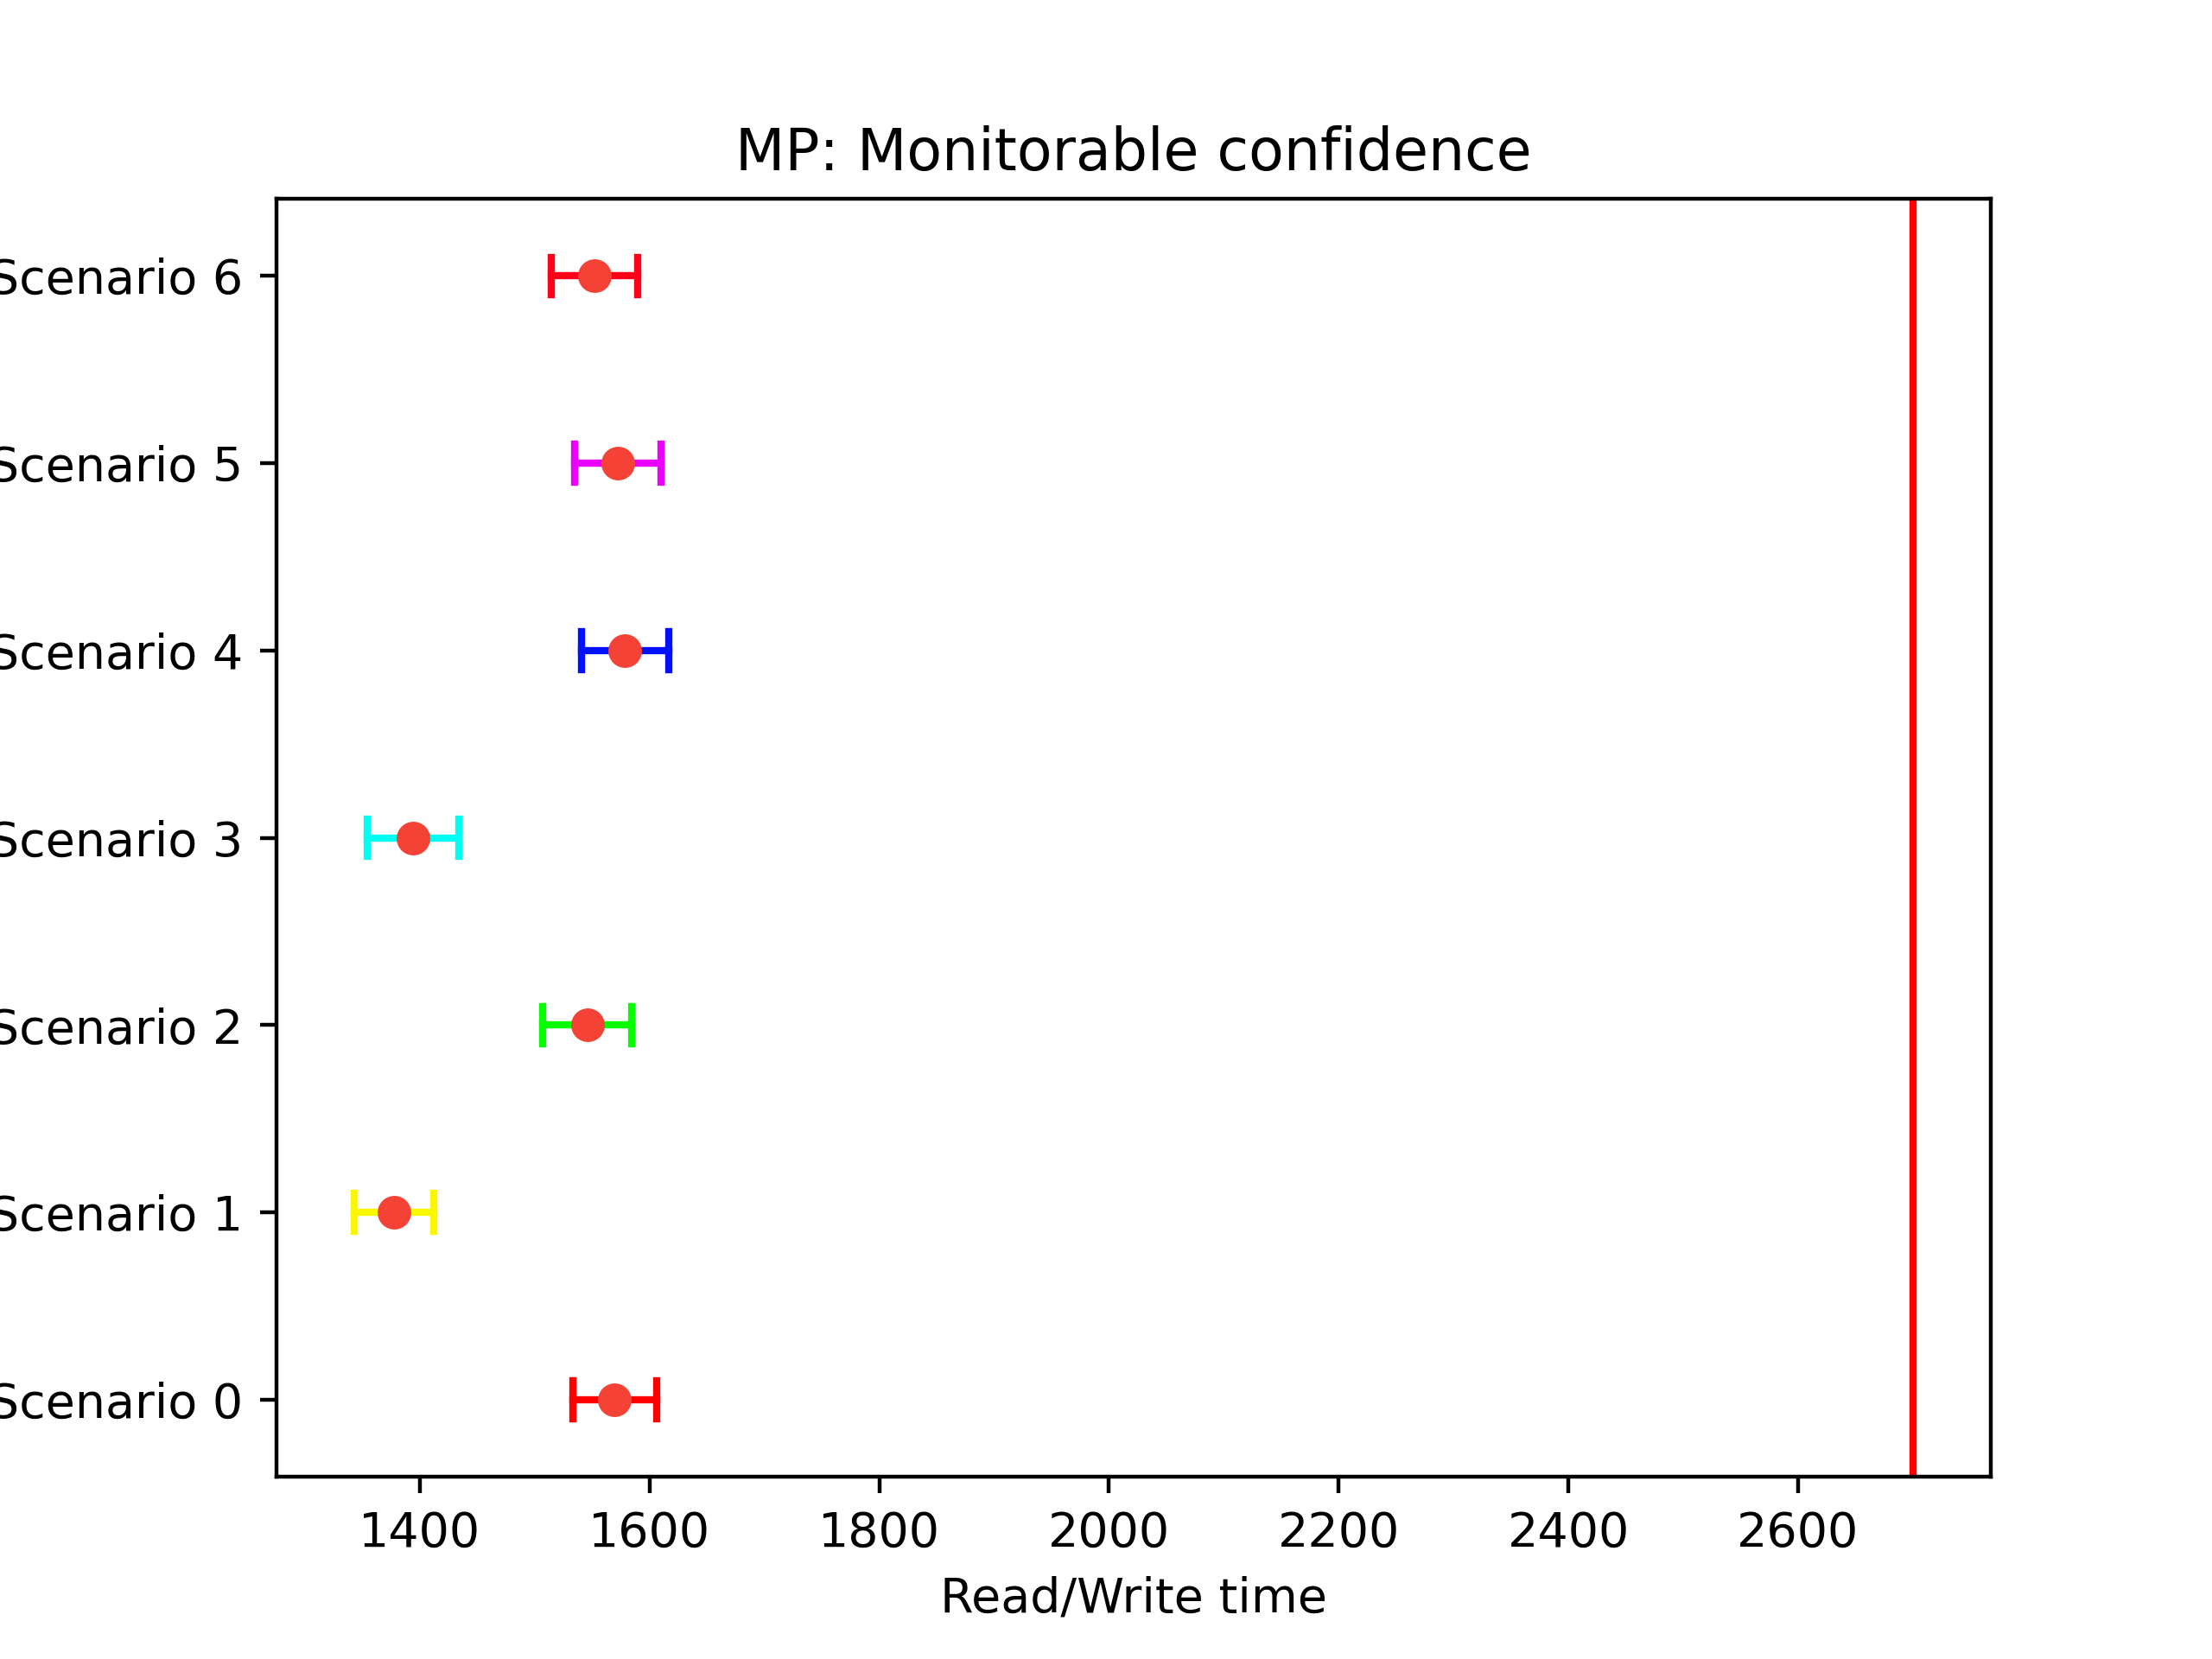 MP: Monitorable confidence
Scenario 6
Scenario 5
Scenario 4
Scenario 3
Scenario 2
Scenario 1
Scenario 0
1400 1600 1800 2000 2200 2400 2600
Read/Write time